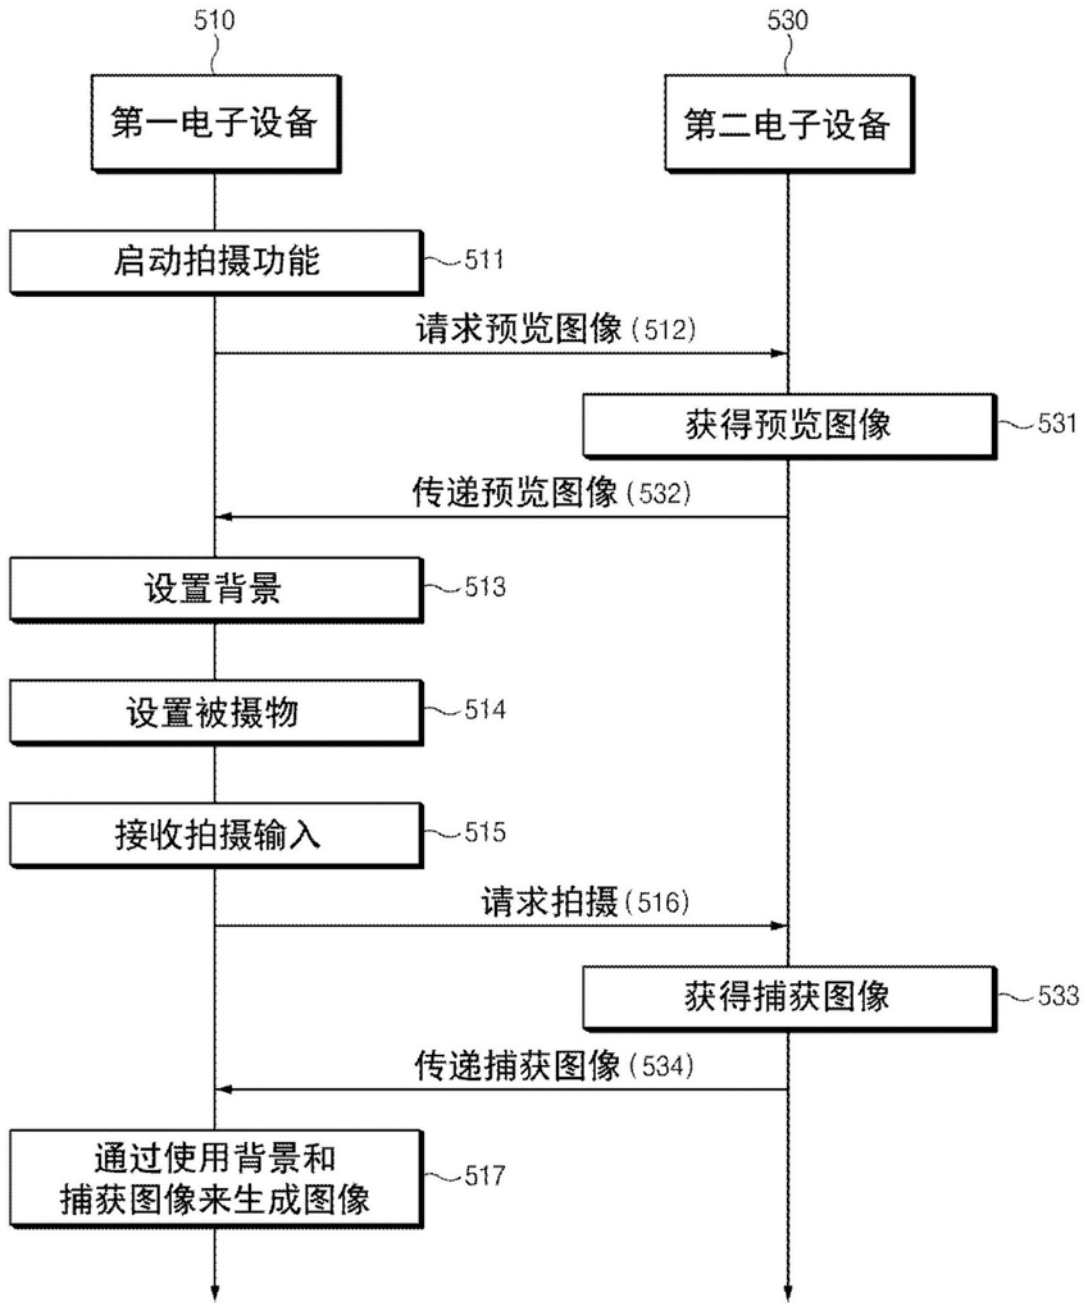 510
530
第一电子设备
第二电子设备
启动拍摄功能
511
请求预览图像(512)
获得预览图像
531
传递预览图像(532)
设置背景
513
设置被摄物
514
接收拍摄输入
515
请求拍摄(516)
获得捕获图像
533
传递捕获图像(534)
通过使用背景和
捕获图像来生成图像
517